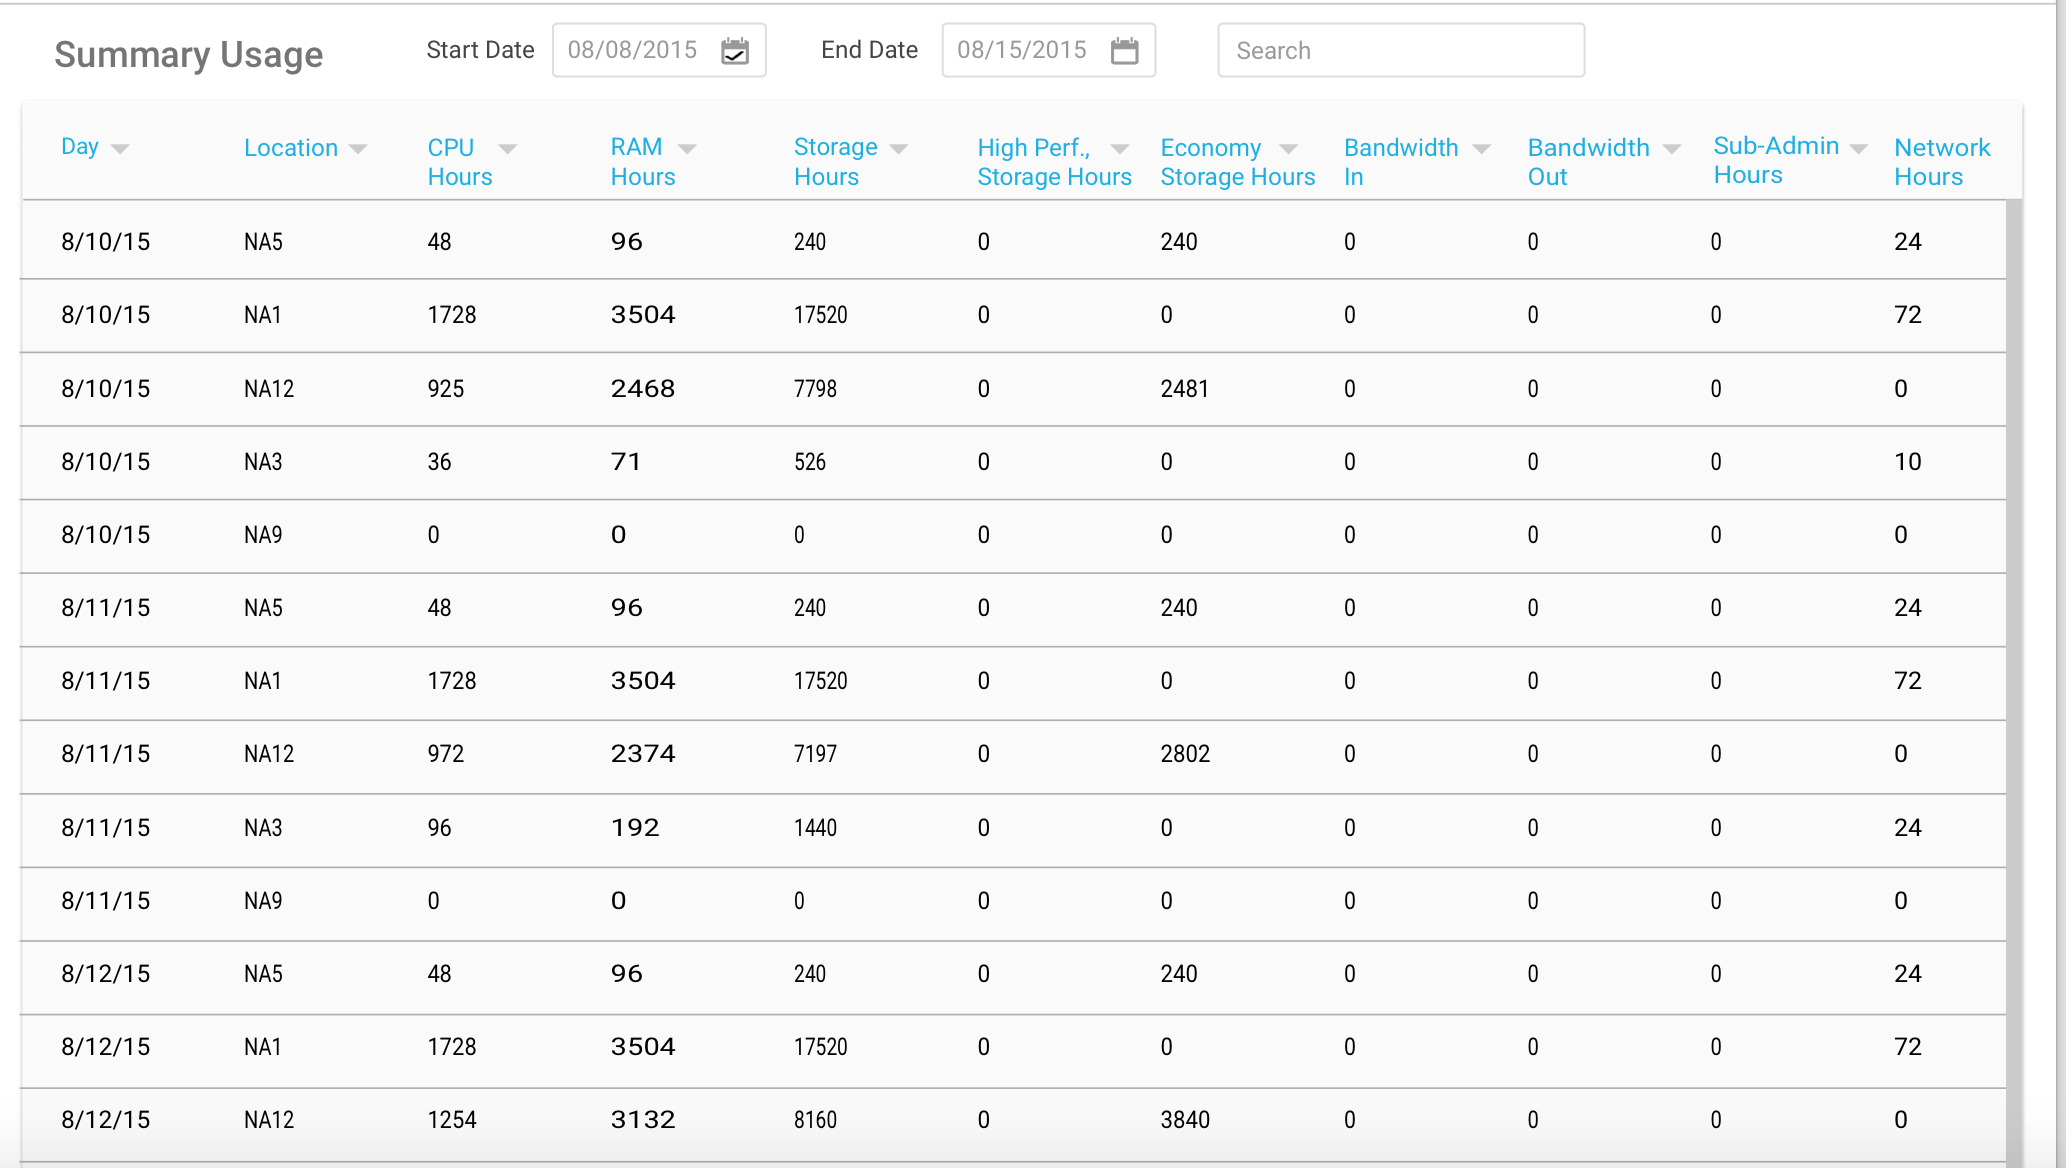 Summary Usage Start Date 08/08/2015 End Date 08/15/2015 Search
Day Location CPU Hours RAM Hours Storage Hours High Perf., Storage Hours Economy Storage Hours Bandwidth In Bandwidth Out Sub-Admin Hours Network Hours
8/10/15 NA5 48 96 240 0 240 0 0 0 24
8/10/15 NA1 1728 3504 17520 0 0 0 0 0 72
8/10/15 NA12 925 2468 7798 0 2481 0 0 0 0
8/10/15 NA3 36 71 526 0 0 0 0 0 10
8/10/15 NA9 0 0 0 0 0 0 0 0 0
8/11/15 NA5 48 96 240 0 240 0 0 0 24
8/11/15 NA1 1728 3504 17520 0 0 0 0 0 72
8/11/15 NA12 972 2374 7197 0 2802 0 0 0 0
8/11/15 NA3 96 192 1440 0 0 0 0 0 24
8/11/15 NA9 0 0 0 0 0 0 0 0 0
8/12/15 NA5 48 96 240 0 240 0 0 0 24
8/12/15 NA1 1728 3504 17520 0 0 0 0 0 72
8/12/15 NA12 1254 3132 8160 0 3840 0 0 0 0